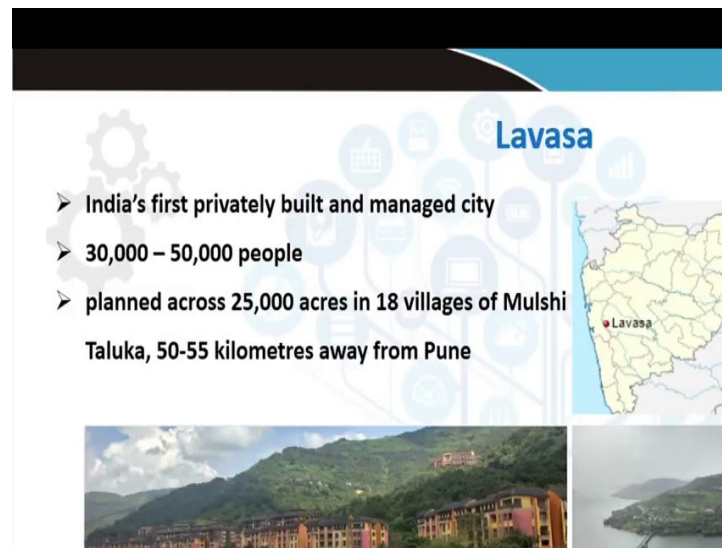 Lavasa
➢ India's first privately built and managed city
➢ 30,000 – 50,000 people
➢ planned across 25,000 acres in 18 villages of Mulshi
Taluka, 50-55 kilometres away from Pune
Lavasa